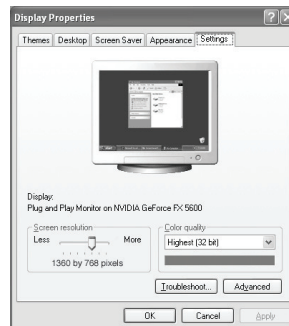 Display Properties
Themes Desktop Screen Saver Appearance Settings
Display:
Plug and Play Monitor on NVIDIA GeForce FX 5600
Screen resolution
Less More
1360 by 768 pixels
Color quality
Highest (32 bit)
Troubleshoot... Advanced
OK Cancel Apply